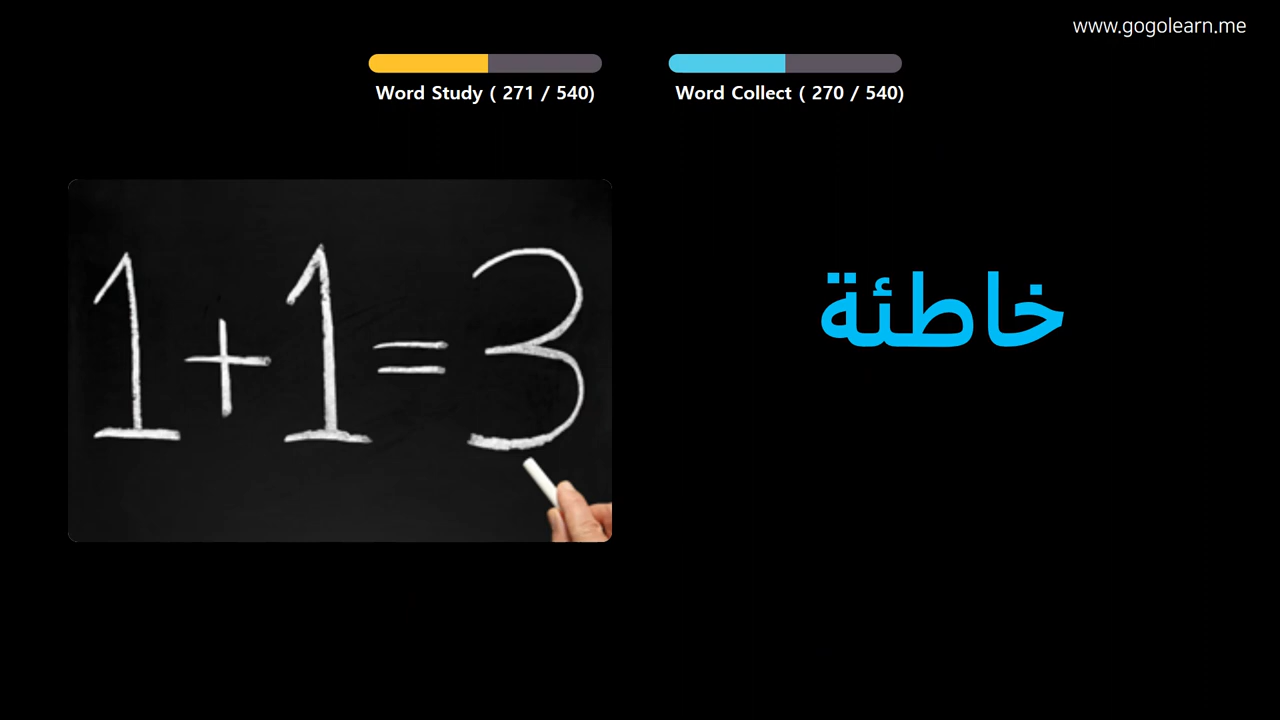 www.gogolearn.me
Word Study ( 271 / 540)
Word Collect ( 270 / 540)
1+1=3
خاطئة